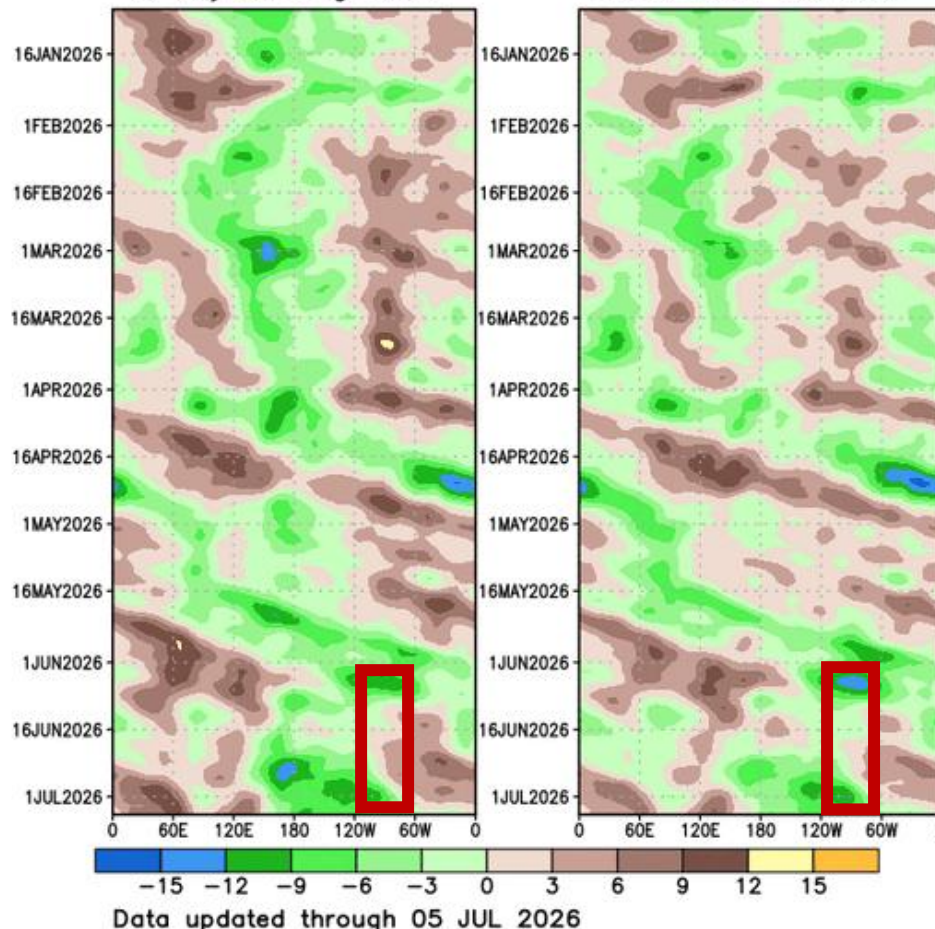 16JAN2026
1FEB2026
16FEB2026
1MAR2026
16MAR2026
1APR2026
16APR2026
1MAY2026
16MAY2026
1JUN2026
16JUN2026
1JUL2026
0 60E 120E 180 120W 60W 0
16JAN2026
1FEB2026
16FEB2026
1MAR2026
16MAR2026
1APR2026
16APR2026
1MAY2026
16MAY2026
1JUN2026
16JUN2026
1JUL2026
0 60E 120E 180 120W 60W
-15 -12 -9 -6 -3 0 3 6 9 12 15
Data updated through 05 JUL 2026